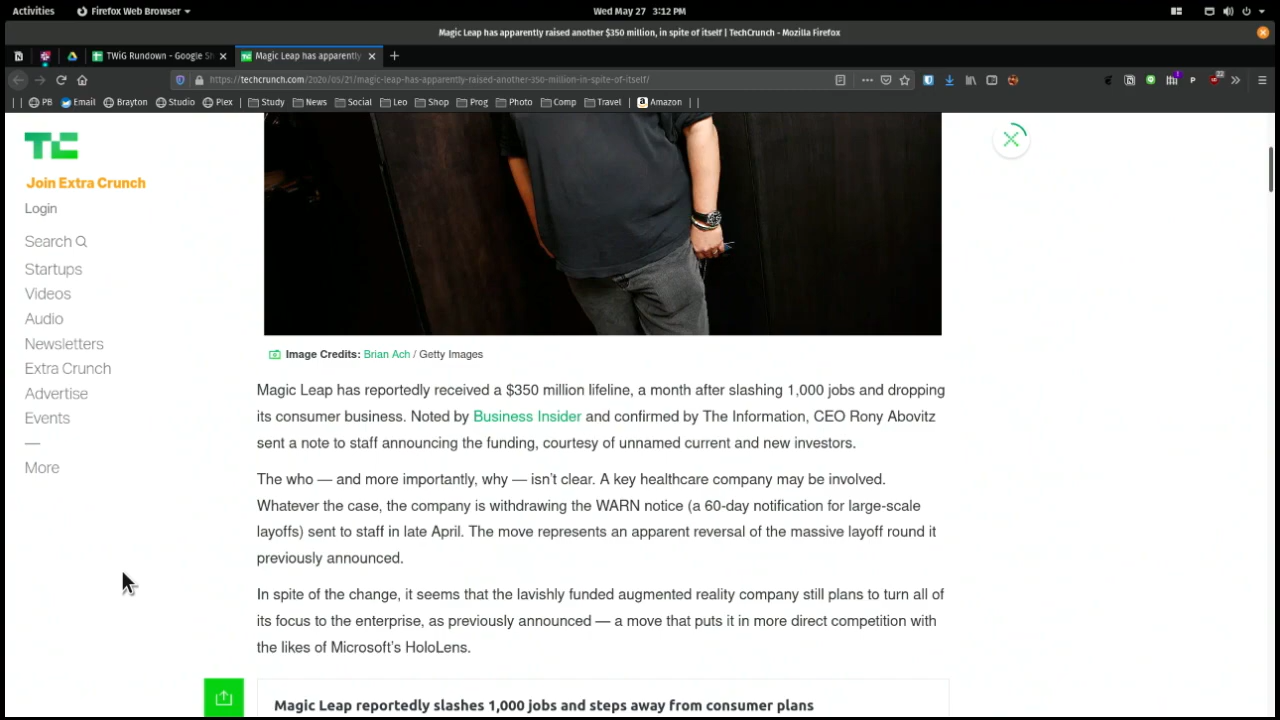 Activities
Firefox Web Browser
Wed May 27 3:12 PM
Magic Leap has apparently raised another $350 million, in spite of itself | TechCrunch - Mozilla Firefox
TWiG Rundown - Google Sh
Magic Leap has apparently
https://techcrunch.com/2020/05/21/magic-leap-has-apparently-raised-another-350-million-in-spite-of-itself/
PB
Email
Brayton
Studio
Plex
Study
News
Social
Leo
Shop
Prog
Photo
Comp
Travel
Amazon
TC
Join Extra Crunch
Login
Search
Startups
Videos
Audio
Newsletters
Extra Crunch
Advertise
Events
—
More
Image Credits: Brian Ach / Getty Images
Magic Leap has reportedly received a $350 million lifeline, a month after slashing 1,000 jobs and dropping
its consumer business. Noted by Business Insider and confirmed by The Information, CEO Rony Abovitz
sent a note to staff announcing the funding, courtesy of unnamed current and new investors.
The who — and more importantly, why — isn't clear. A key healthcare company may be involved.
Whatever the case, the company is withdrawing the WARN notice (a 60-day notification for large-scale
layoffs) sent to staff in late April. The move represents an apparent reversal of the massive layoff round it
previously announced.
In spite of the change, it seems that the lavishly funded augmented reality company still plans to turn all of
its focus to the enterprise, as previously announced — a move that puts it in more direct competition with
the likes of Microsoft's HoloLens.
Magic Leap reportedly slashes 1,000 jobs and steps away from consumer plans